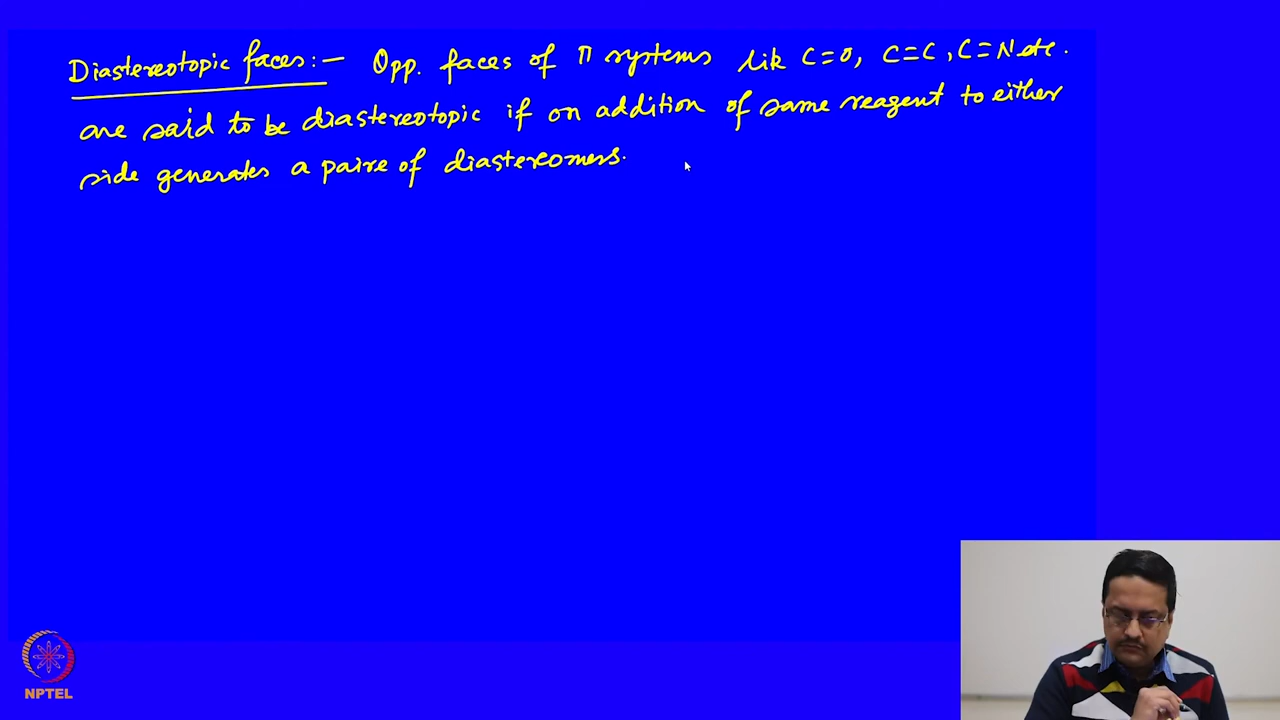 Diastereotopic faces:- Opp. faces of π systems lik C=O, C=C, C=N etc.
are said to be diastereotopic if on addition of same reagent to either
side generates a paire of diastereomers.
NPTEL